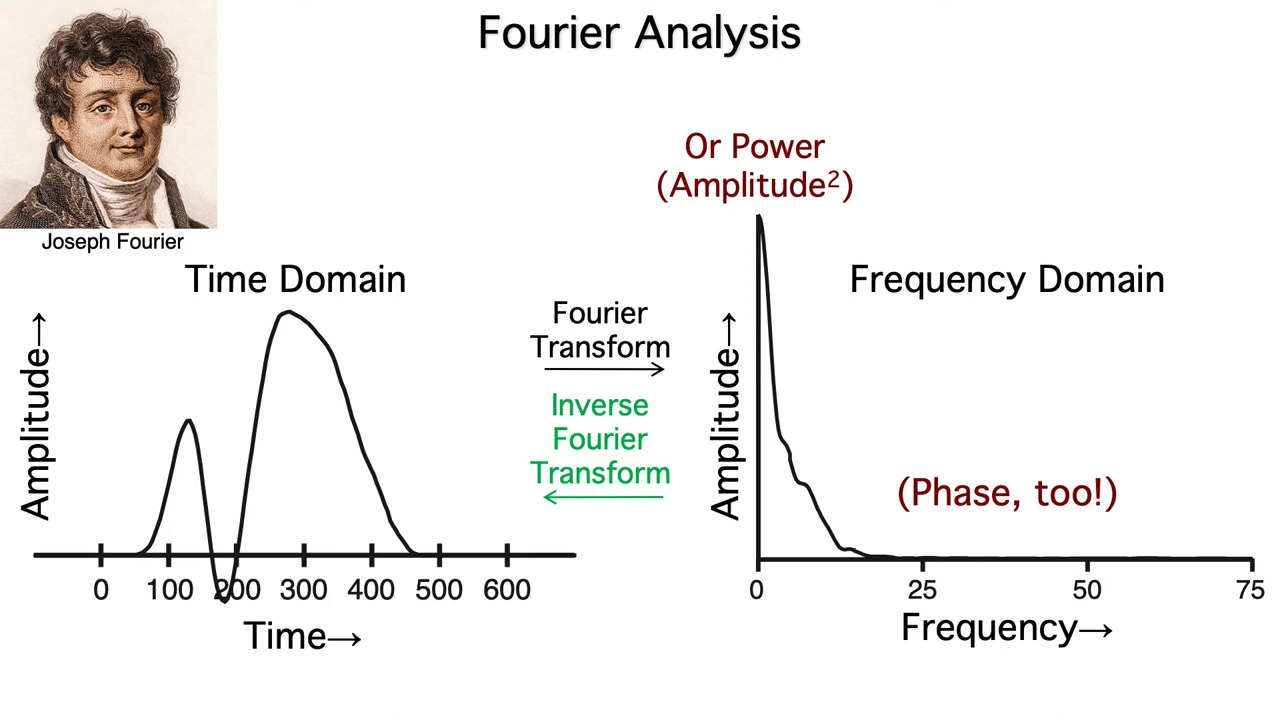 Fourier Analysis
Joseph Fourier
Time Domain
Amplitude→
0 100 200 300 400 500 600
Time→
Fourier
Transform
Inverse
Fourier
Transform
Or Power
(Amplitude²)
Frequency Domain
Amplitude→
(Phase, too!)
0 25 50 75
Frequency→